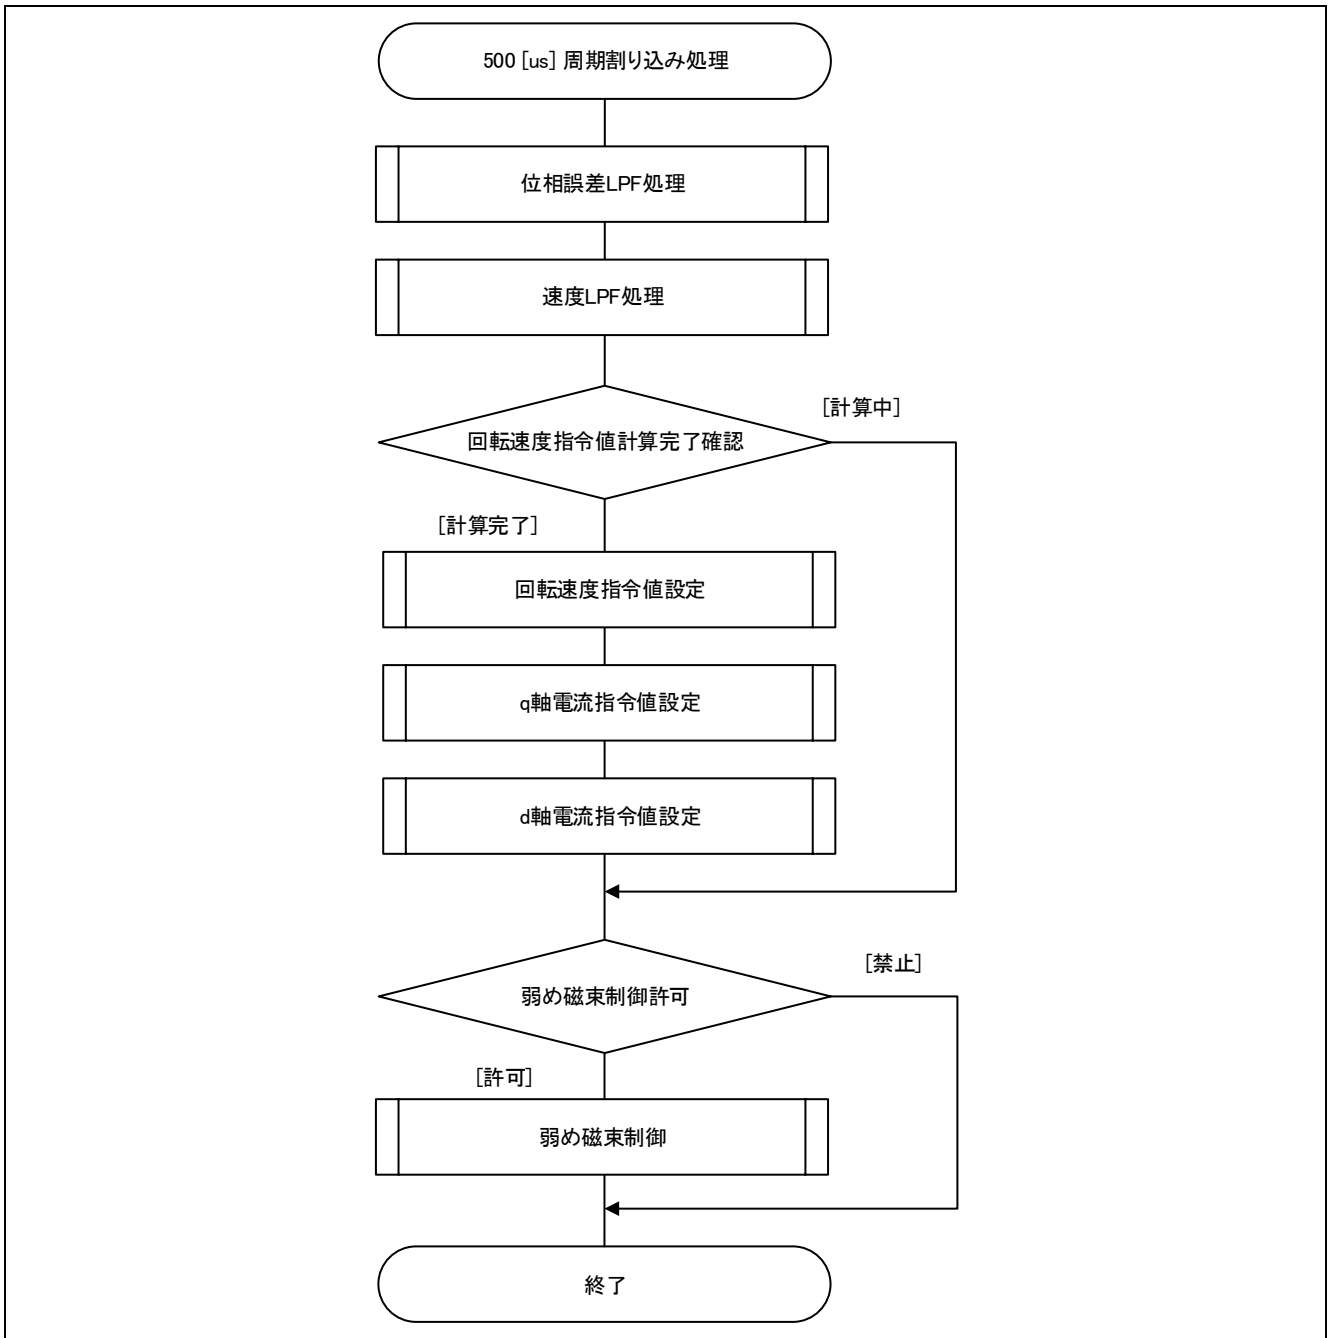 500 [us] 周期割り込み処理
位相誤差LPF処理
速度LPF処理
[計算中]
回転速度指令値計算完了確認
[計算完了]
回転速度指令値設定
q軸電流指令値設定
d軸電流指令値設定
[禁止]
弱め磁束制御許可
[許可]
弱め磁束制御
終了